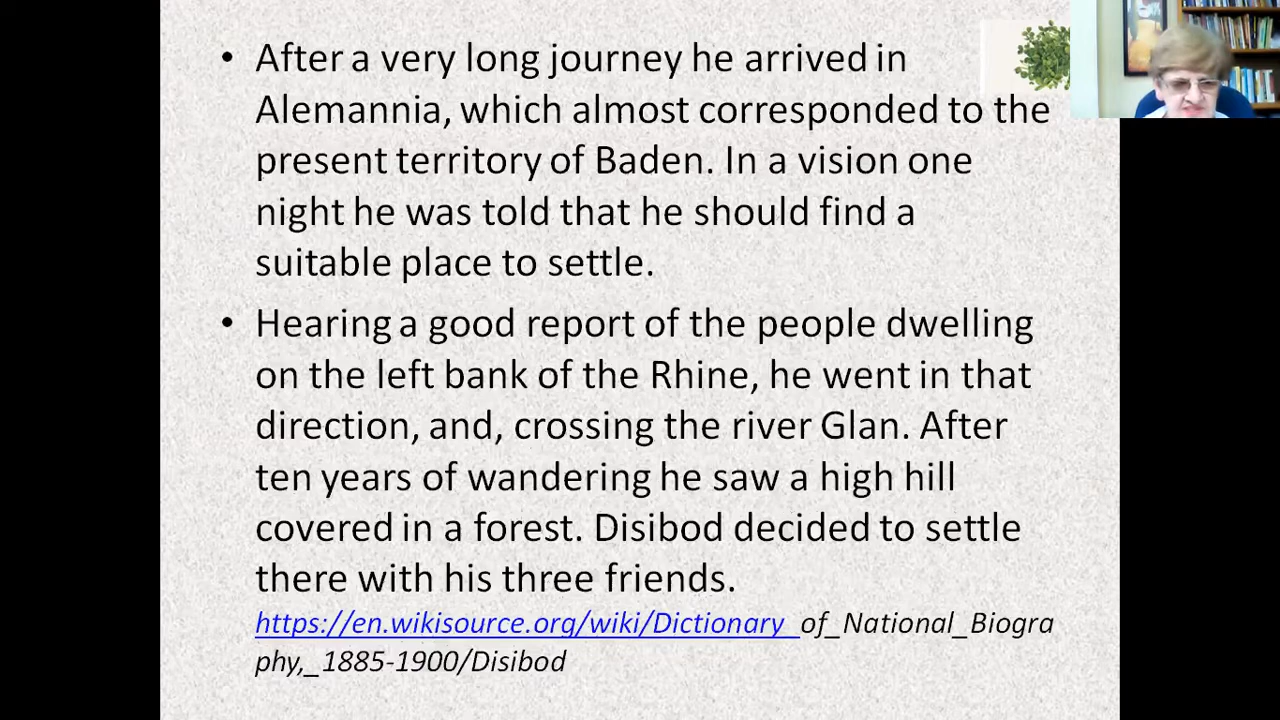 • After a very long journey he arrived in
Alemannia, which almost corresponded to the
present territory of Baden. In a vision one
night he was told that he should find a
suitable place to settle.
• Hearing a good report of the people dwelling
on the left bank of the Rhine, he went in that
direction, and, crossing the river Glan. After
ten years of wandering he saw a high hill
covered in a forest. Disibod decided to settle
there with his three friends.
https://en.wikisource.org/wiki/Dictionary_of_National_Biogra
phy,_1885-1900/Disibod